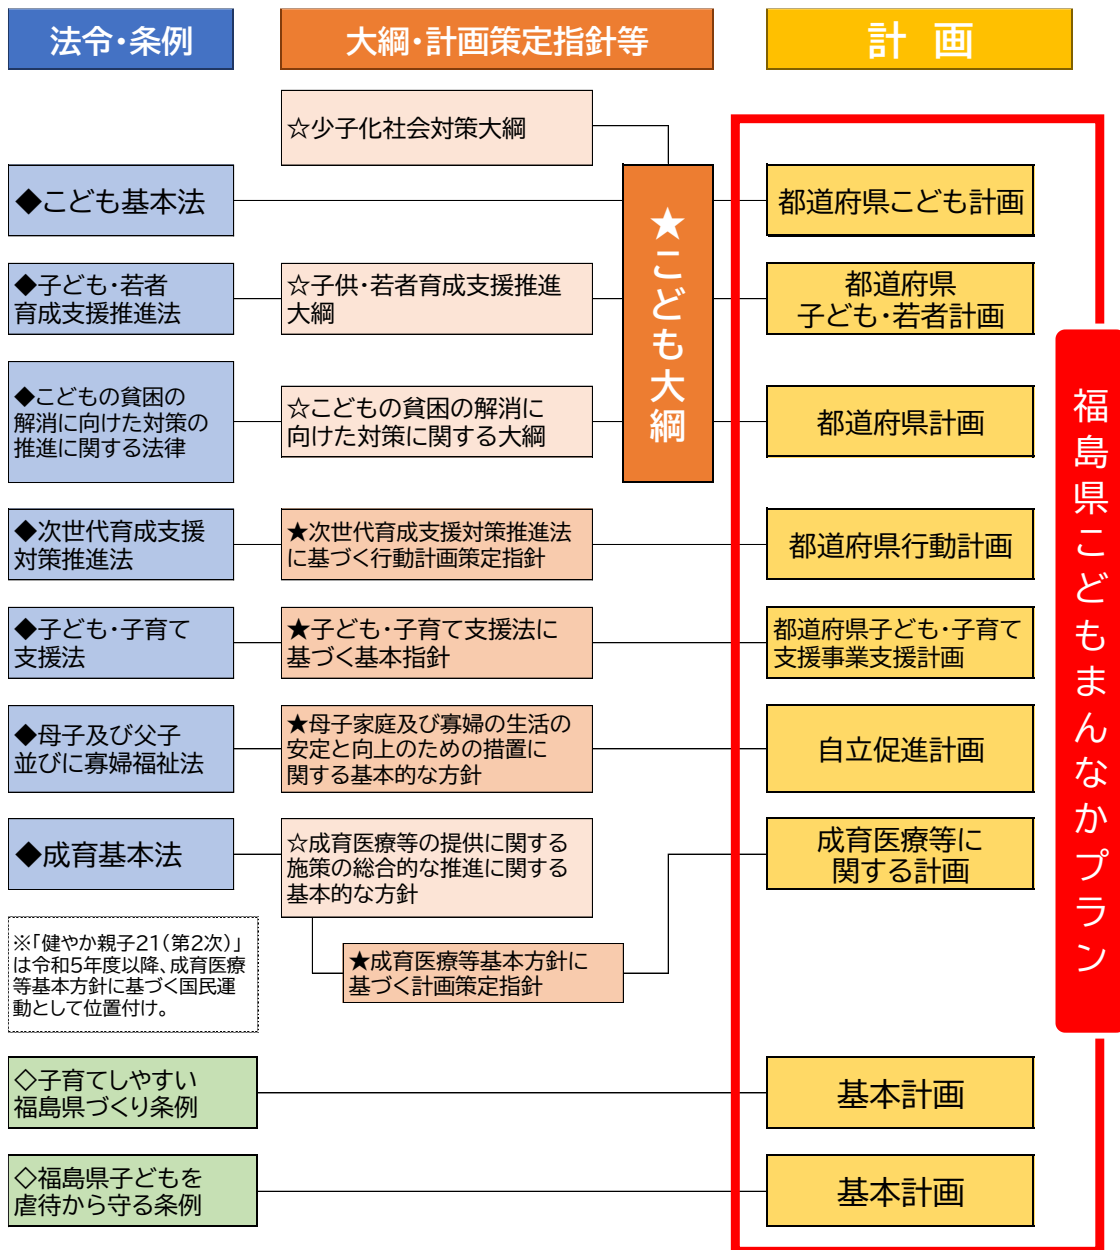 法令・条例
大綱・計画策定指針等
計 画
☆少子化社会対策大綱
◆こども基本法
★こども大綱
都道府県こども計画
◆子ども・若者
育成支援推進法
☆子供・若者育成支援推進
大綱
都道府県
子ども・若者計画
◆こどもの貧困の
解消に向けた対策の
推進に関する法律
☆こどもの貧困の解消に
向けた対策に関する大綱
都道府県計画
◆次世代育成支援
対策推進法
★次世代育成支援対策推進法
に基づく行動計画策定指針
都道府県行動計画
◆子ども・子育て
支援法
★子ども・子育て支援法に
基づく基本指針
都道府県子ども・子育て
支援事業支援計画
◆母子及び父子
並びに寡婦福祉法
★母子家庭及び寡婦の生活の
安定と向上のための措置に
関する基本的な方針
自立促進計画
◆成育基本法
☆成育医療等の提供に関する
施策の総合的な推進に関する
基本的な方針
成育医療等に
関する計画
※「健やか親子21(第2次)」
は令和5年度以降、成育医療
等基本方針に基づく国民運
動として位置付け。
★成育医療等基本方針に
基づく計画策定指針
◇子育てしやすい
福島県づくり条例
基本計画
◇福島県子どもを
虐待から守る条例
基本計画
福島県こどもまんなかプラン